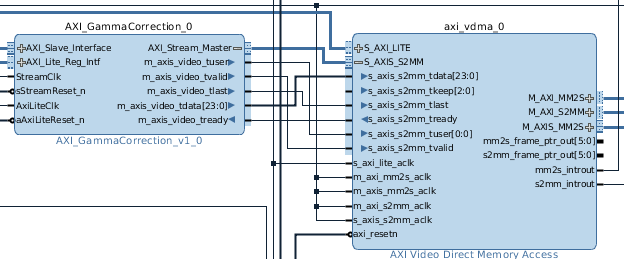 AXI_GammaCorrection_0
AXI_Slave_Interface
AXI_Lite_Reg_Intf
StreamClk
sStreamReset_n
AxiLiteClk
aAxiLiteReset_n
AXI_Stream_Master
m_axis_video_tuser
m_axis_video_tvalid
m_axis_video_tlast
m_axis_video_tdata[23:0]
m_axis_video_tready
AXI_GammaCorrection_v1_0
axi_vdma_0
S_AXI_LITE
S_AXIS_S2MM
s_axis_s2mm_tdata[23:0]
s_axis_s2mm_tkeep[2:0]
s_axis_s2mm_tlast
s_axis_s2mm_tready
s_axis_s2mm_tuser[0:0]
s_axis_s2mm_tvalid
s_axi_lite_aclk
m_axi_mm2s_aclk
m_axis_mm2s_aclk
m_axi_s2mm_aclk
s_axis_s2mm_aclk
axi_resetn
M_AXI_MM2S
M_AXI_S2MM
M_AXIS_MM2S
mm2s_frame_ptr_out[5:0]
s2mm_frame_ptr_out[5:0]
mm2s_introut
s2mm_introut
AXI Video Direct Memory Access